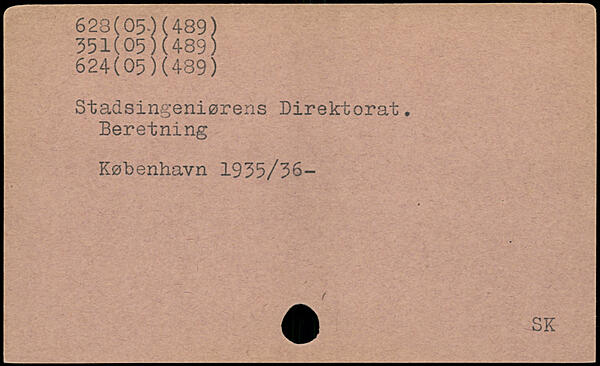 628(05)(489)
351(05)(489)
624(05)(489)
Stadsingeniørens Direktorat.
Beretning
København 1935/36-
SK